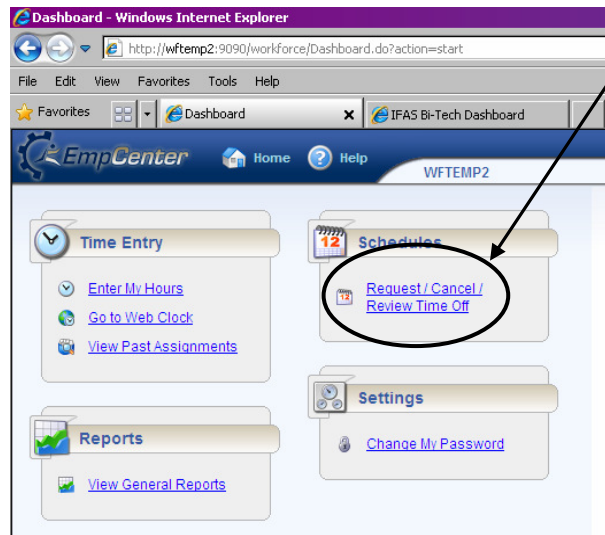 Dashboard - Windows Internet Explorer
http://wftemp2:9090/workforce/Dashboard.do?action=start
File Edit View Favorites Tools Help
Favorites Dashboard IFAS Bi-Tech Dashboard
EmpCenter Home Help WFTEMP2
Time Entry
Enter My Hours
Go to Web Clock
View Past Assignments
12 Schedules
12 Request / Cancel /
Review Time Off
Settings
Change My Password
Reports
View General Reports